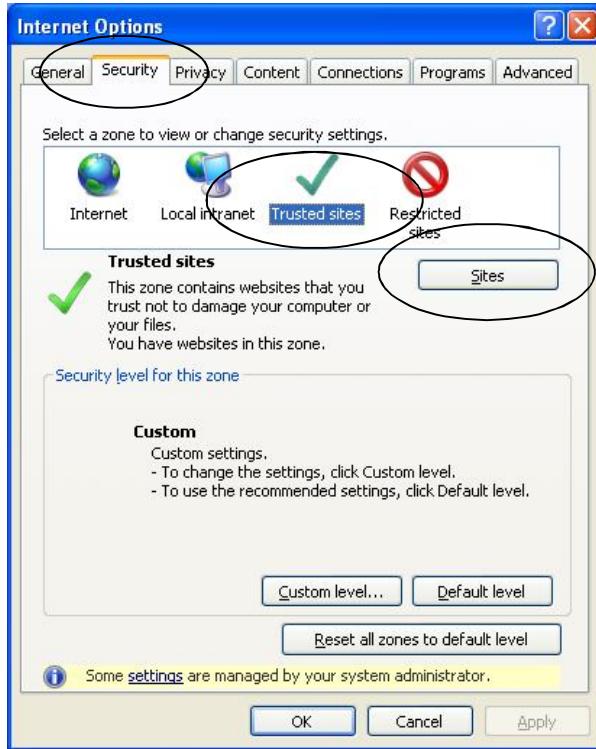 Internet Options
General Security Privacy Content Connections Programs Advanced
Select a zone to view or change security settings.
Internet Local intranet Trusted sites Restricted
sites
Trusted sites
Sites
This zone contains websites that you
trust not to damage your computer or
your files.
You have websites in this zone.
Security level for this zone
Custom
Custom settings.
- To change the settings, click Custom level.
- To use the recommended settings, click Default level.
Custom level... Default level
Reset all zones to default level
Some settings are managed by your system administrator.
OK Cancel Apply